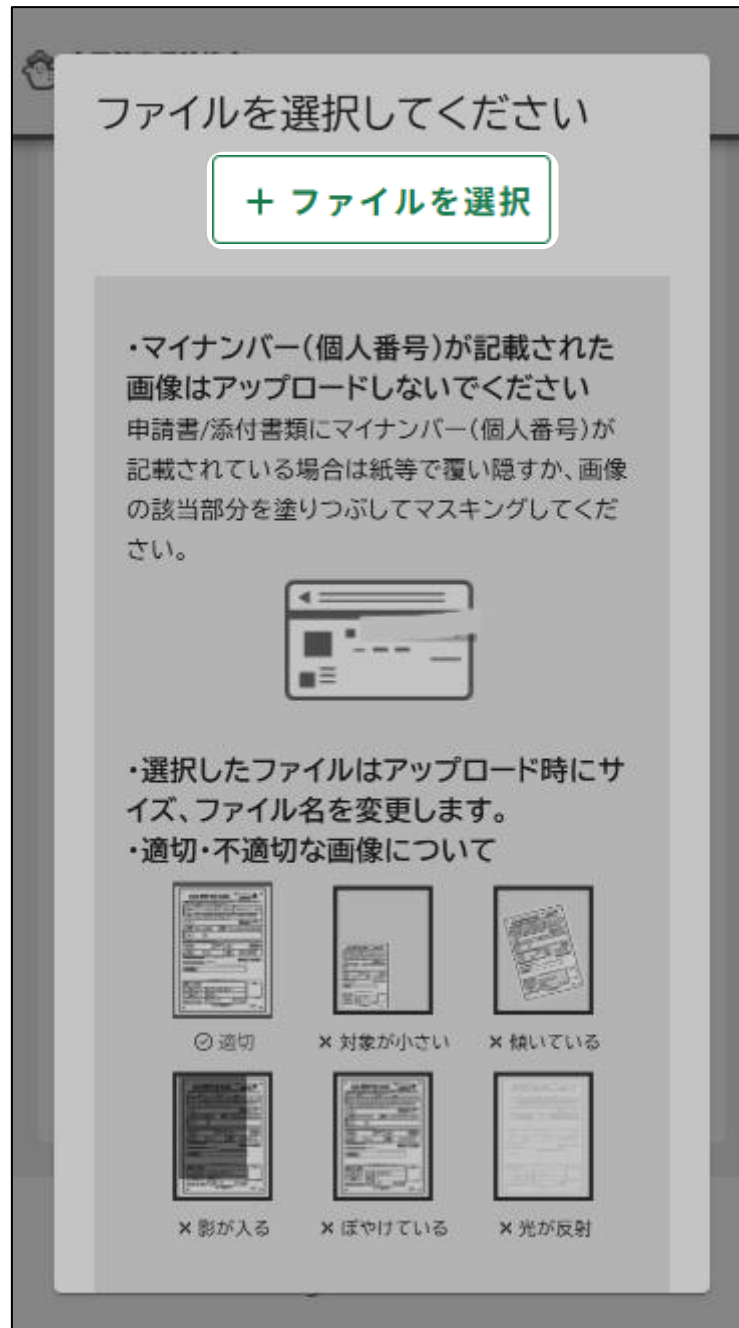 ファイルを選択してください
+ ファイルを選択
・マイナンバー(個人番号)が記載された
画像はアップロードしないでください
申請書/添付書類にマイナンバー(個人番号)が
記載されている場合は紙等で覆い隠すか、画像
の該当部分を塗りつぶしてマスキングしてくだ
さい。
・選択したファイルはアップロード時にサ
イズ、ファイル名を変更します。
・適切・不適切な画像について
適切
× 対象が小さい
× 傾いている
× 影が入る
× ぼやけている
× 光が反射